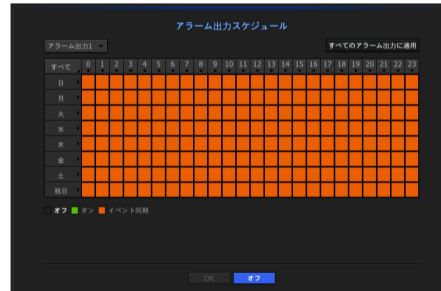 アラーム出力スケジュール
アラーム出力1
すべてのアラーム出力に適用
すべて 0 1 2 3 4 5 6 7 8 9 10 11 12 13 14 15 16 17 18 19 20 21 22 23
日
月
火
水
木
金
土
祝日
オフ オン イベント同期
OK オフ